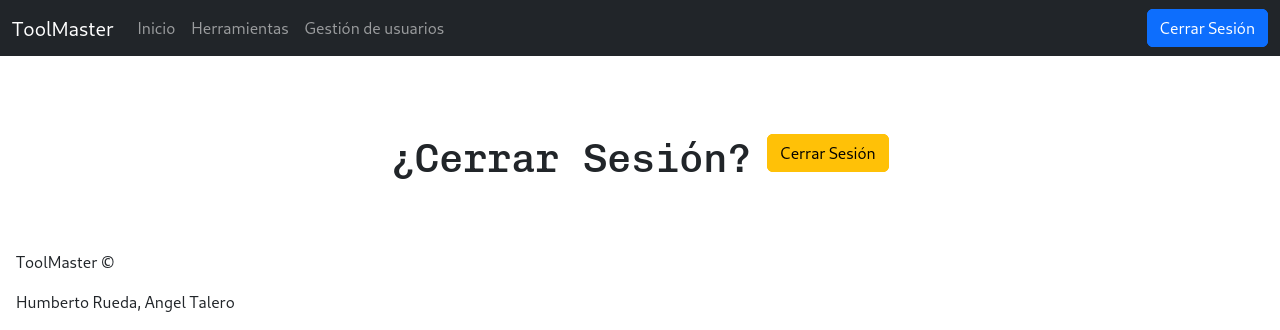 ToolMaster Inicio Herramientas Gestión de usuarios Cerrar Sesión
¿Cerrar Sesión? Cerrar Sesión
ToolMaster ©
Humberto Rueda, Angel Talero